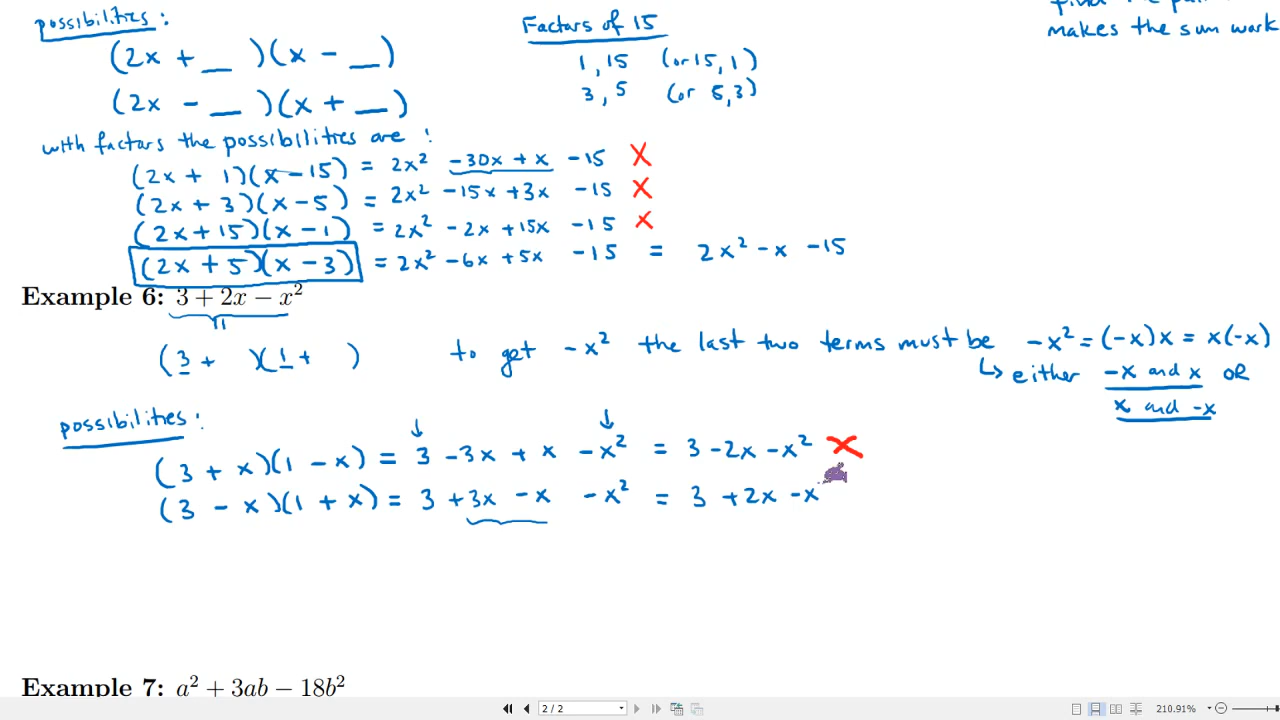 possibilities:
(2x + __ )(x - __)
(2x - __ )(x + __)
Factors of 15
1, 15 (or 15, 1)
3, 5 (or 5,3)
makes the sum work
with factors the possibilities are:
(2x + 1)(x - 15) = 2x² -30x + x -15 X
(2x + 3)(x - 5) = 2x² -15x +3x -15 X
(2x+15)(x - 1) = 2x² - 2x +15x -15 X
(2x + 5)(x - 3) = 2x² -6x +5x -15 = 2x² -x -15
Example 6: 3 + 2x − x²
(3 + )(1 + ) to get -x² the last two terms must be -x² = (-x)x = x(-x)
↳ either -x and x OR
x and -x
possibilities:
(3 + x)(1 - x) = 3 -3x + x -x² = 3 -2x -x² X
(3 - x)(1 + x) = 3 +3x -x -x² = 3 +2x -x
Example 7: a² + 3ab − 18b²
2 / 2
210.91%